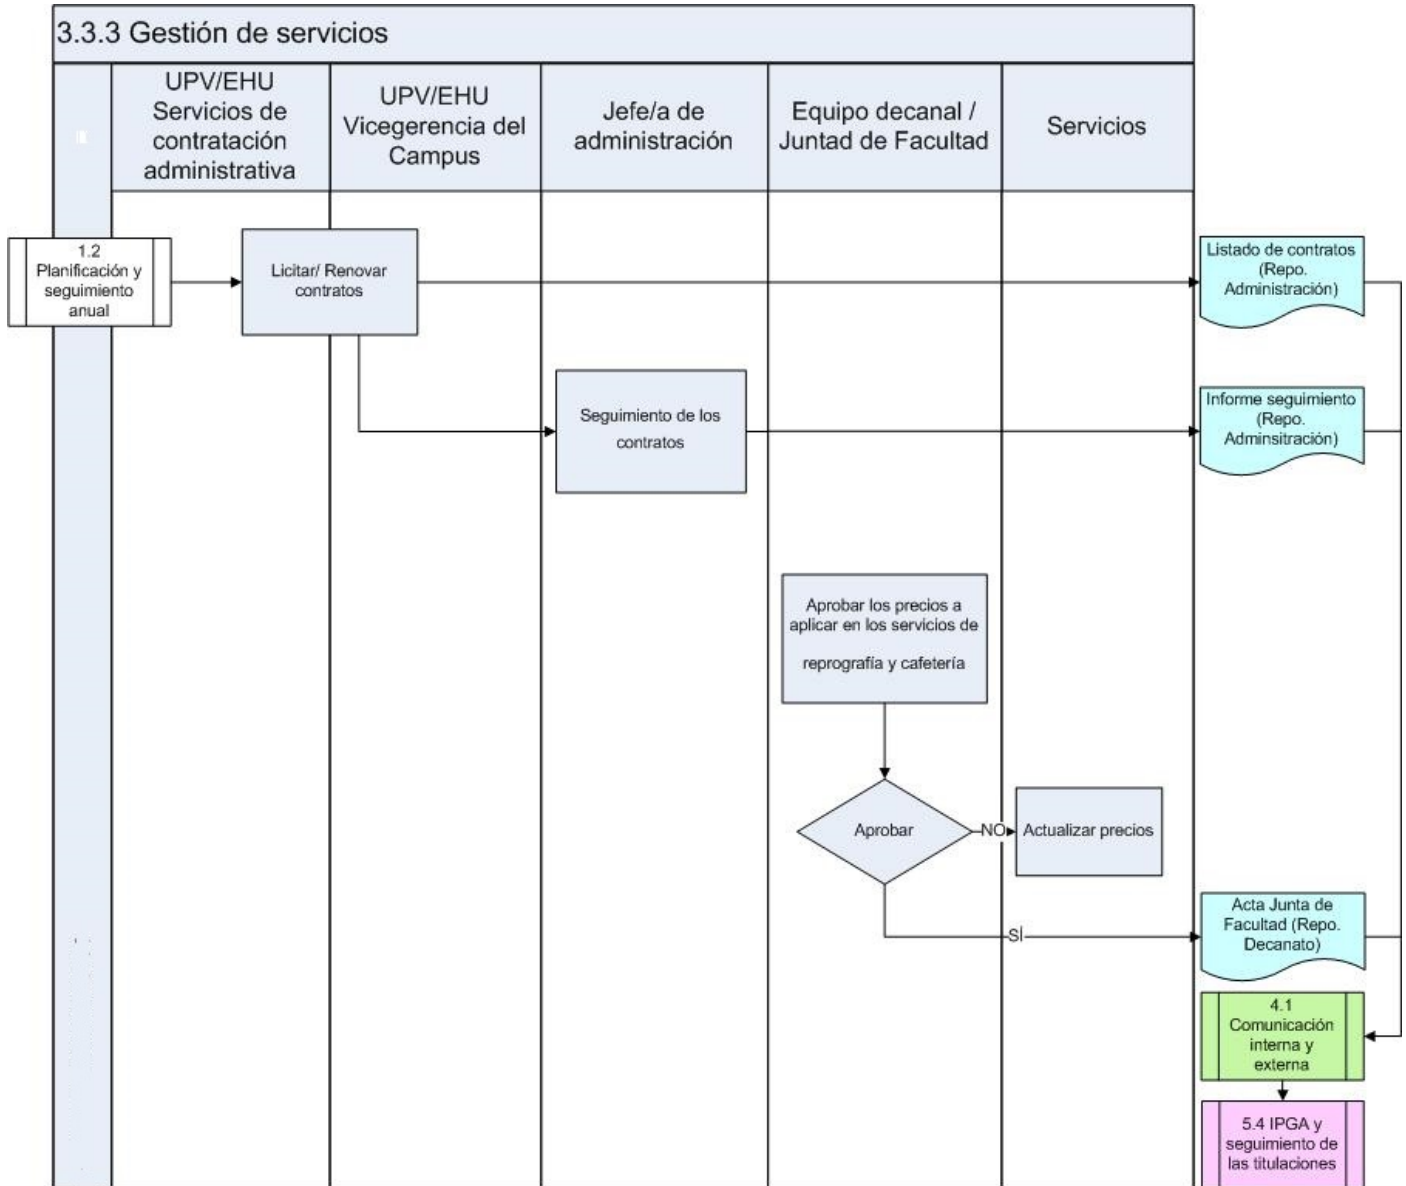 3.3.3 Gestión de servicios
UPV/EHU
Servicios de
contratación
administrativa
UPV/EHU
Vicegerencia del
Campus
Jefe/a de
administración
Equipo decanal /
Juntad de Facultad
Servicios
1.2
Planificación y
seguimiento
anual
Licitar/ Renovar
contratos
Listado de contratos
(Repo.
Administración)
Seguimiento de los
contratos
Informe seguimiento
(Repo.
Adminsitración)
Aprobar los precios a
aplicar en los servicios de
reprografía y cafetería
Aprobar
NO
Actualizar precios
SÍ
Acta Junta de
Facultad (Repo.
Decanato)
4.1
Comunicación
interna y
externa
5.4 IPGA y
seguimiento de
las titulaciones